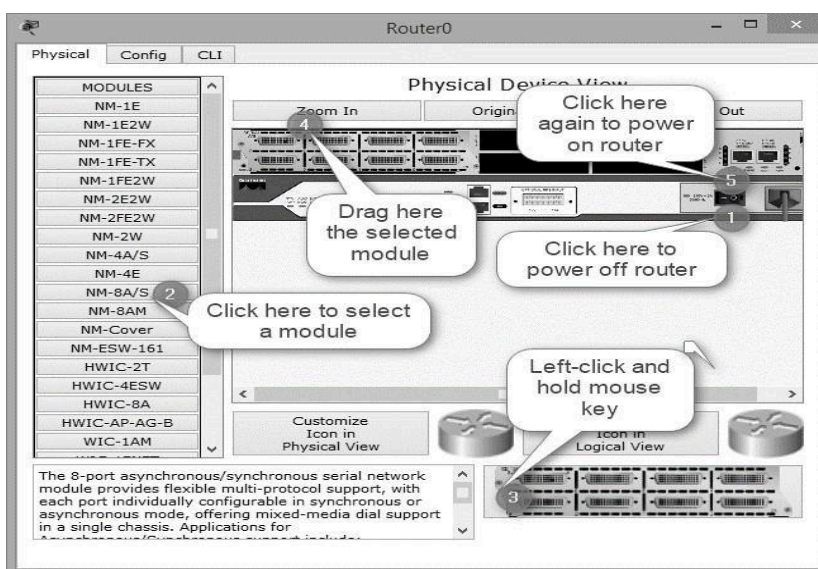 Router0
Physical Config CLI
MODULES
NM-1E
NM-1E2W
NM-1FE-FX
NM-1FE-TX
NM-1FE2W
NM-2E2W
NM-2FE2W
NM-2W
NM-4A/S
NM-4E
NM-8A/S
NM-8AM
NM-Cover
NM-ESW-161
HWIC-2T
HWIC-4ESW
HWIC-8A
HWIC-AP-AG-B
WIC-1AM
Physical Device View
Zoom In
Out
4
Click here
again to power
on router
5
Drag here
the selected
module
1
Click here to
power off router
2
Click here to select
a module
Left-click and
hold mouse
key
Customize
Icon in
Physical View
Icon in
Logical View
3
The 8-port asynchronous/synchronous serial network
module provides flexible multi-protocol support, with
each port individually configurable in synchronous or
asynchronous mode, offering mixed-media dial support
in a single chassis. Applications for
Asynchronous/Synchronous support include: